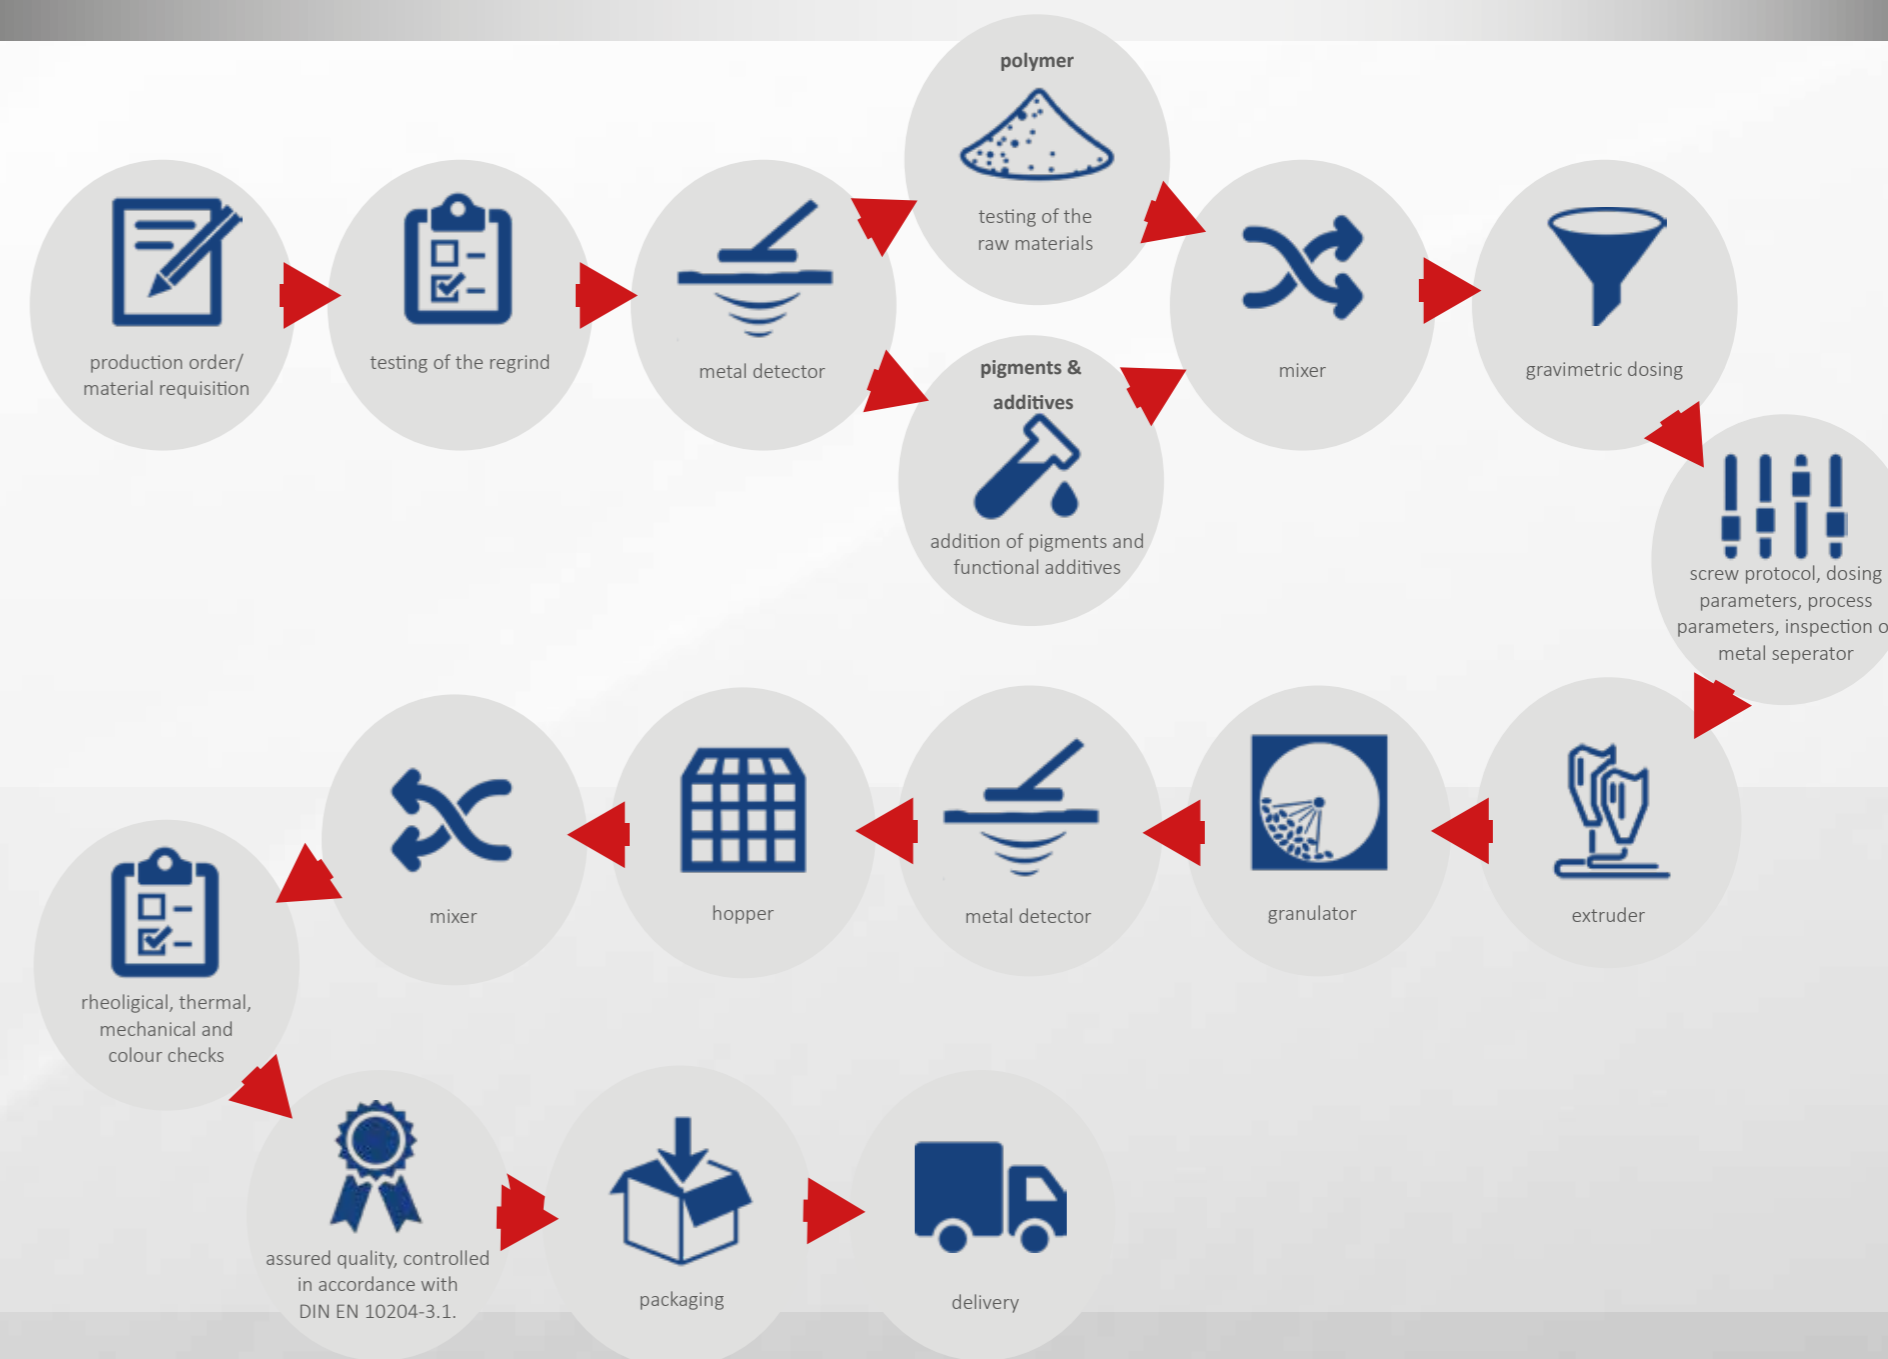 production order/
material requisition
testing of the regrind
metal detector
polymer
testing of the
raw materials
pigments &
additives
addition of pigments and
functional additives
mixer
gravimetric dosing
screw protocol, dosing
parameters, process
parameters, inspection o
metal seperator
extruder
granulator
metal detector
hopper
mixer
rheoligical, thermal,
mechanical and
colour checks
assured quality, controlled
in accordance with
DIN EN 10204-3.1.
packaging
delivery